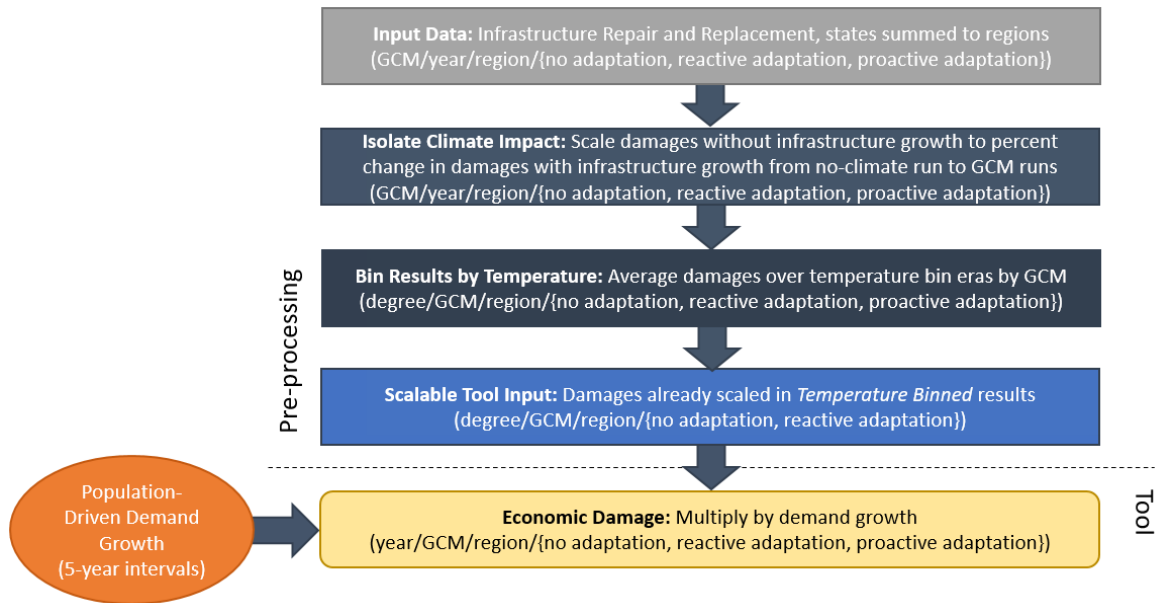 Input Data: Infrastructure Repair and Replacement, states summed to regions
(GCM/year/region/{no adaptation, reactive adaptation, proactive adaptation})
Isolate Climate Impact: Scale damages without infrastructure growth to percent
change in damages with infrastructure growth from no-climate run to GCM runs
(GCM/year/region/{no adaptation, reactive adaptation, proactive adaptation})
Bin Results by Temperature: Average damages over temperature bin eras by GCM
(degree/GCM/region/{no adaptation, reactive adaptation, proactive adaptation})
Scalable Tool Input: Damages already scaled in Temperature Binned results
(degree/GCM/region/{no adaptation, reactive adaptation})
Pre-processing
Population-
Driven Demand
Growth
(5-year intervals)
Economic Damage: Multiply by demand growth
(year/GCM/region/{no adaptation, reactive adaptation, proactive adaptation})
Tool